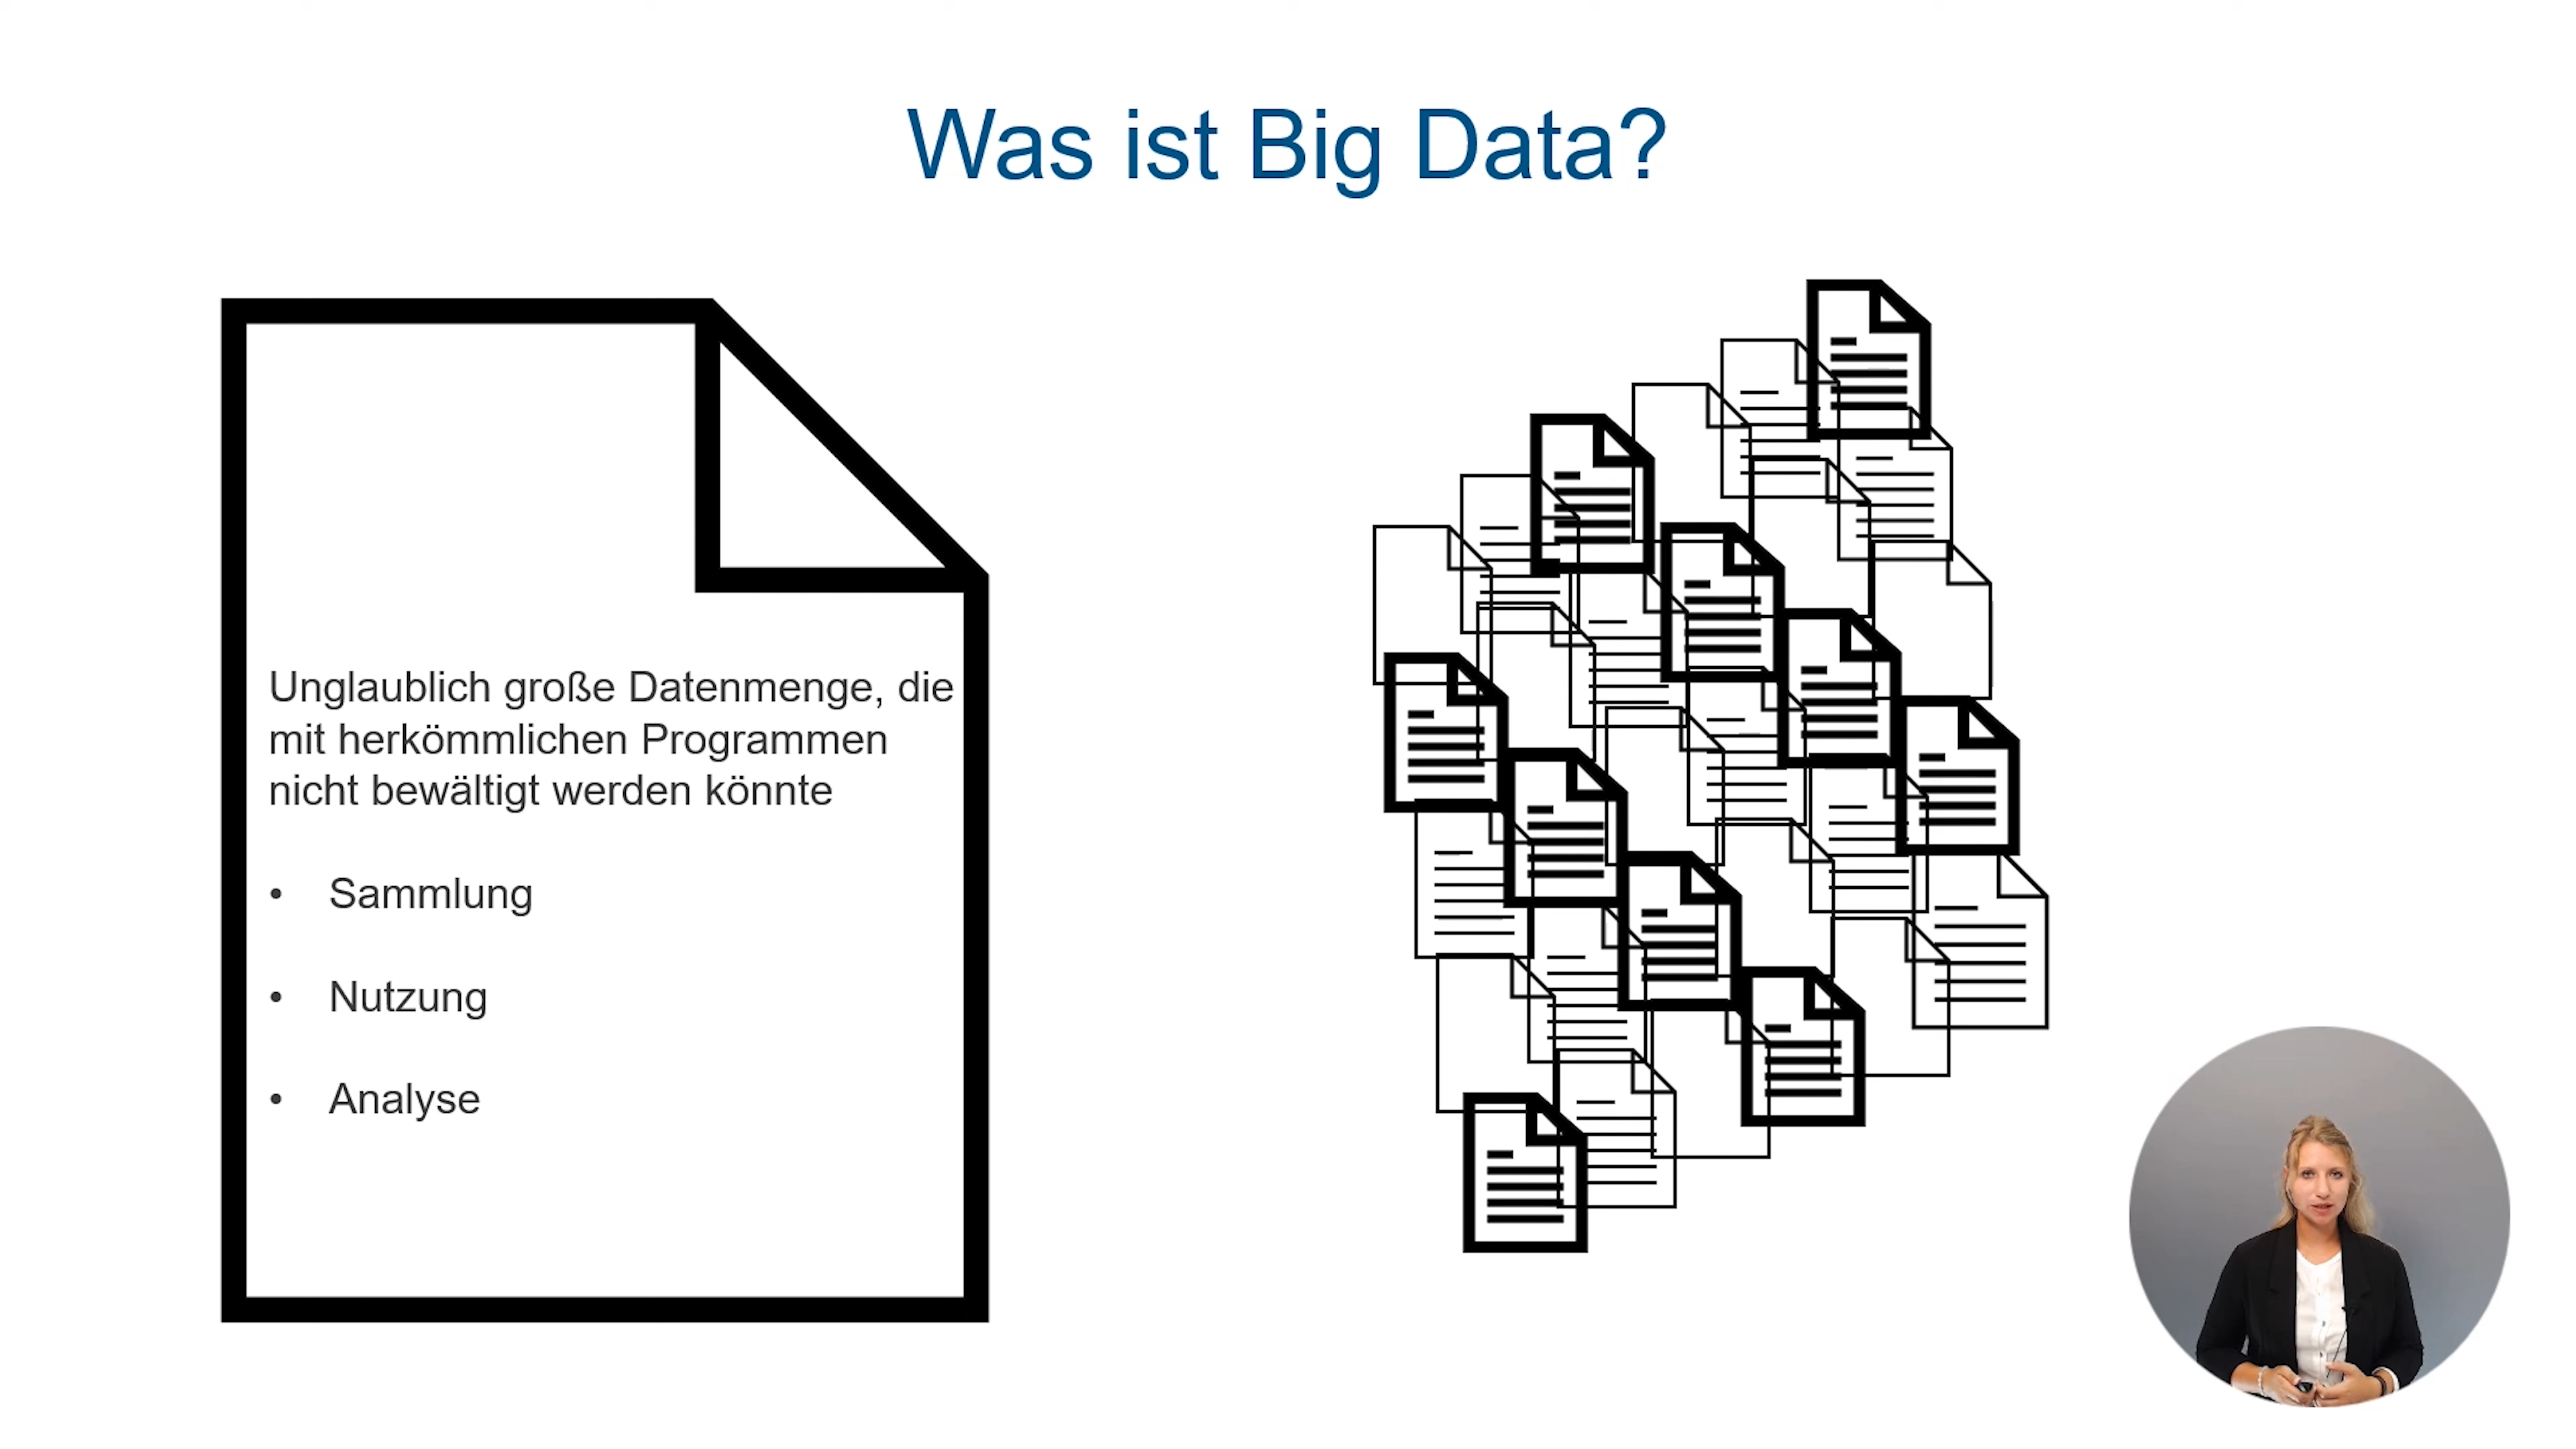 Was ist Big Data?
Unglaublich große Datenmenge, die
mit herkömmlichen Programmen
nicht bewältigt werden könnte
• Sammlung
• Nutzung
• Analyse